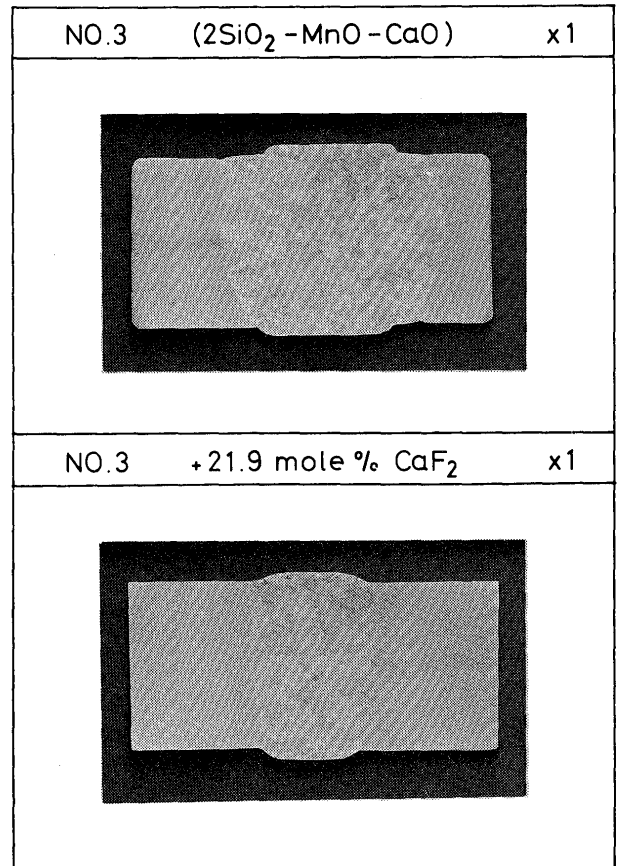 NO.3 (2SiO₂-MnO-CaO) x1
NO.3 +21.9 mole % CaF₂ x1